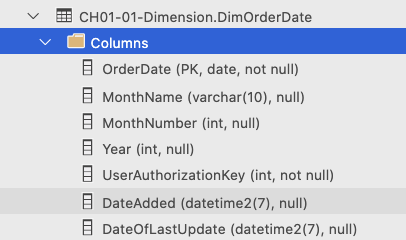 CH01-01-Dimension.DimOrderDate
Columns
OrderDate (PK, date, not null)
MonthName (varchar(10), null)
MonthNumber (int, null)
Year (int, null)
UserAuthorizationKey (int, not null)
DateAdded (datetime2(7), null)
DateOfLastUpdate (datetime2(7), null)